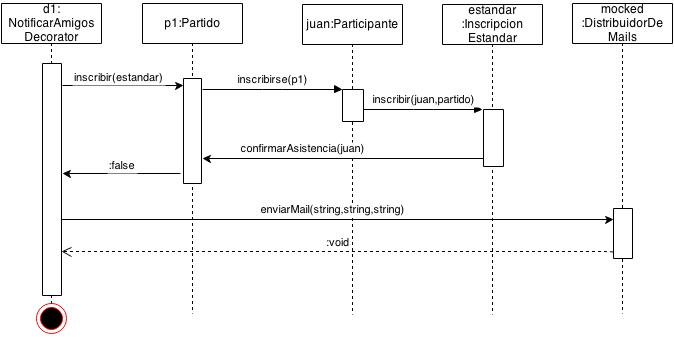 d1:
NotificarAmigos
Decorator
p1:Partido
juan:Participante
estandar
:Inscripcion
Estandar
mocked
:DistribuidorDe
Mails
inscribir(estandar)
inscribirse(p1)
inscribir(juan,partido)
confirmarAsistencia(juan)
:false
enviarMail(string,string,string)
:void